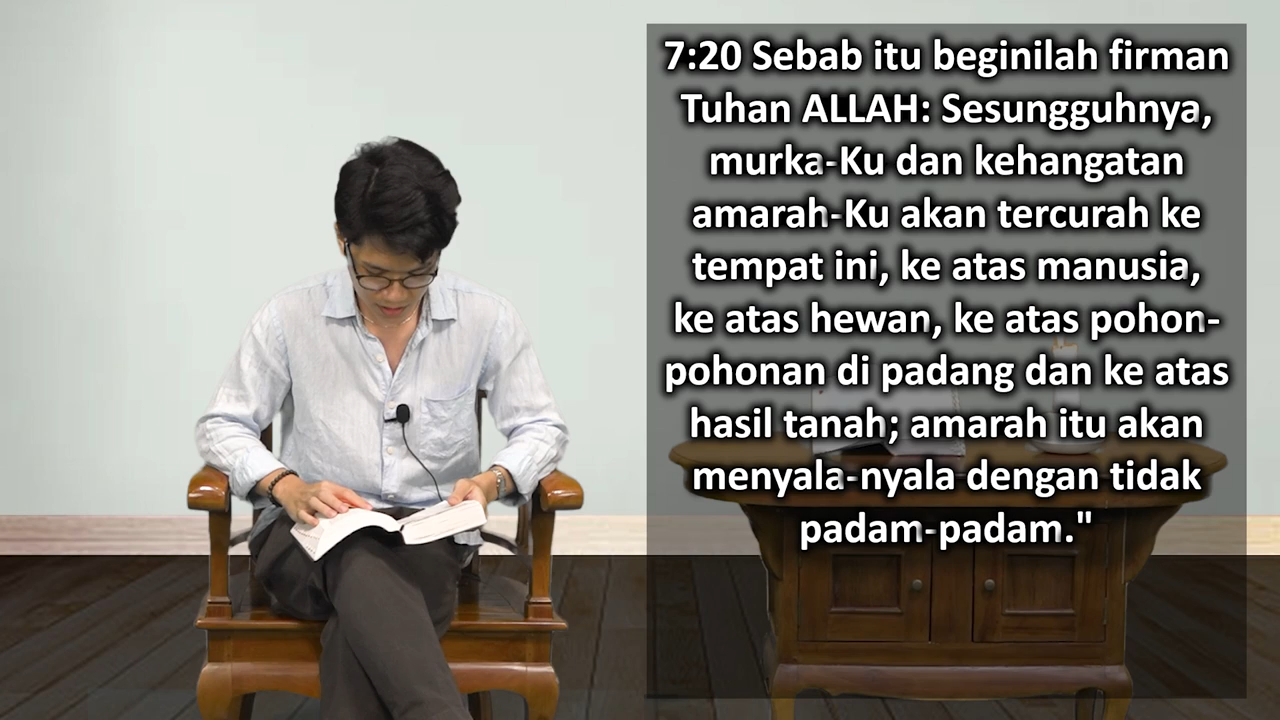 7:20 Sebab itu beginilah firman
Tuhan ALLAH: Sesungguhnya,
murka-Ku dan kehangatan
amarah-Ku akan tercurah ke
tempat ini, ke atas manusia,
ke atas hewan, ke atas pohon-
pohonan di padang dan ke atas
hasil tanah; amarah itu akan
menyala-nyala dengan tidak
padam-padam."